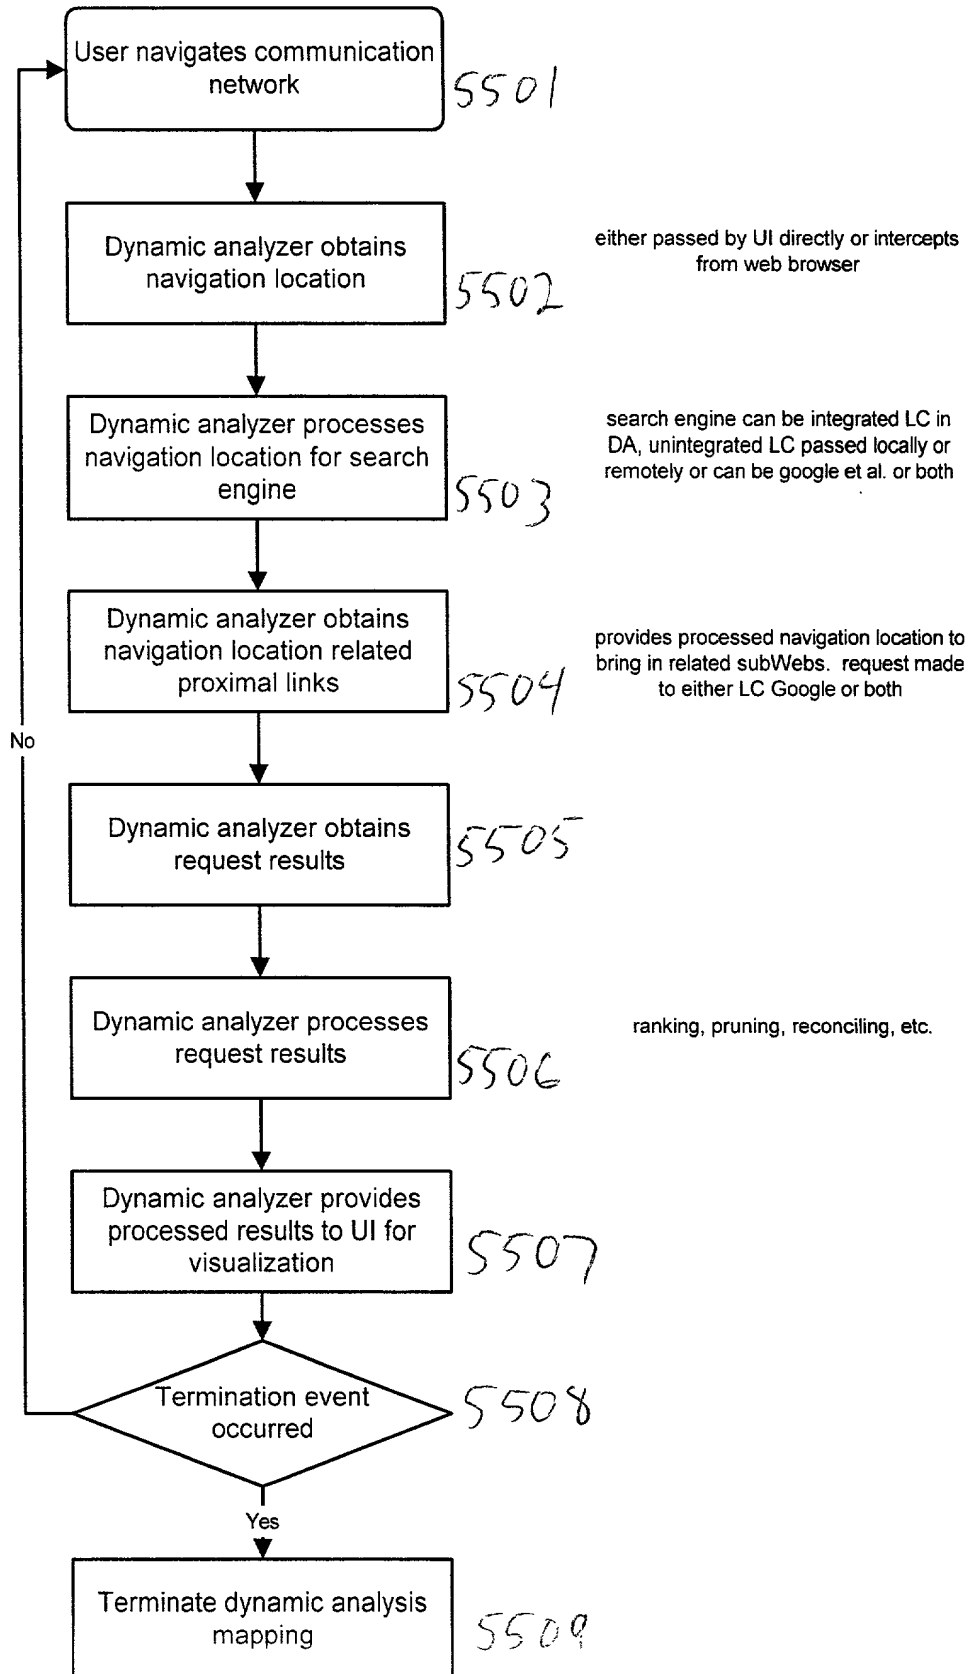 User navigates communication
network
5501
Dynamic analyzer obtains
navigation location
5502
either passed by UI directly or intercepts
from web browser
Dynamic analyzer processes
navigation location for search
engine
5503
search engine can be integrated LC in
DA, unintegrated LC passed locally or
remotely or can be google et al. or both
Dynamic analyzer obtains
navigation location related
proximal links
5504
provides processed navigation location to
bring in related subWebs. request made
to either LC Google or both
No
Dynamic analyzer obtains
request results
5505
Dynamic analyzer processes
request results
5506
ranking, pruning, reconciling, etc.
Dynamic analyzer provides
processed results to UI for
visualization
5507
Termination event
occurred
5508
Yes
Terminate dynamic analysis
mapping
5509